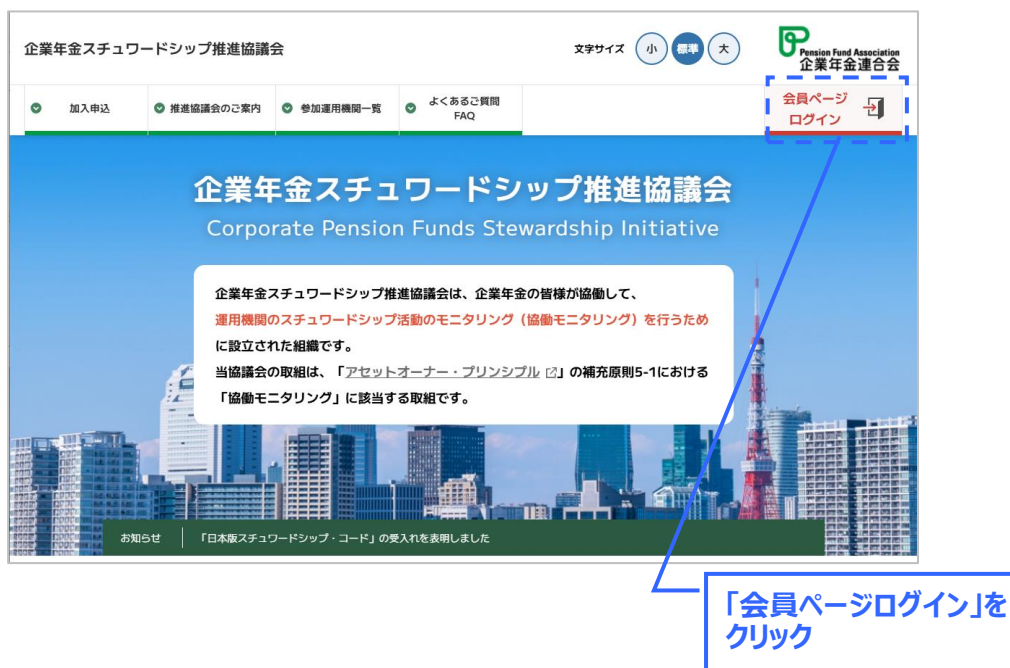 企業年金スチュワードシップ推進協議会
文字サイズ 小 標準 大
Pension Fund Association
企業年金連合会
加入申込
推進協議会のご案内
参加運用機関一覧
よくあるご質問
FAQ
会員ページ
ログイン
企業年金スチュワードシップ推進協議会
Corporate Pension Funds Stewardship Initiative
企業年金スチュワードシップ推進協議会は、企業年金の皆様が協働して、
運用機関のスチュワードシップ活動のモニタリング（協働モニタリング）を行うため
に設立された組織です。
当協議会の取組は、「アセットオーナー・プリンシプル」の補充原則5-1における
「協働モニタリング」に該当する取組です。
お知らせ 「日本版スチュワードシップ・コード」の受入れを表明しました
「会員ページログイン」を
クリック